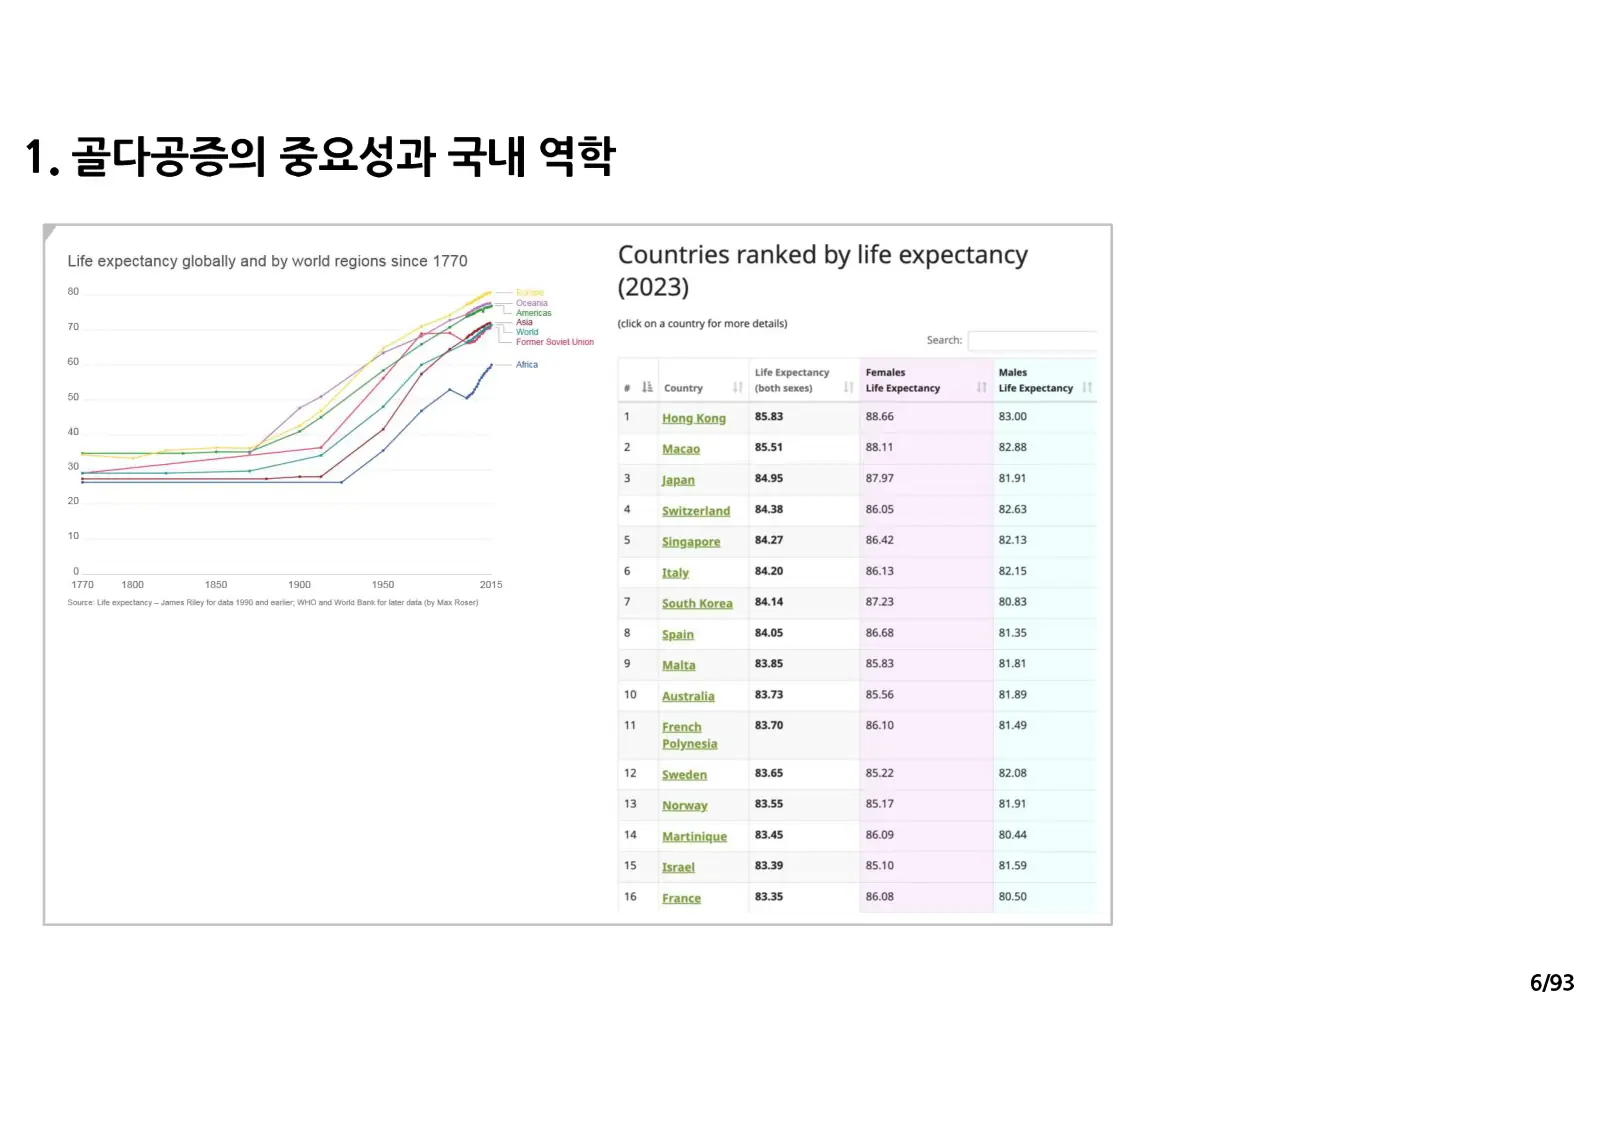 1. 골다공증의 중요성과 국내 역학
Life expectancy globally and by world regions since 1770
80
70
60
50
40
30
20
10
0
1770 1800 1850 1900 1950 2015
Europe
Oceania
Americas
Asia
World
Former Soviet Union
Africa
Source: Life expectancy – James Riley for data 1990 and earlier; WHO and World Bank for later data (by Max Roser)
Countries ranked by life expectancy
(2023)
(click on a country for more details)
Search:
Life Expectancy Females Males
# Country (both sexes) Life Expectancy Life Expectancy
1 Hong Kong 85.83 88.66 83.00
2 Macao 85.51 88.11 82.88
3 Japan 84.95 87.97 81.91
4 Switzerland 84.38 86.05 82.63
5 Singapore 84.27 86.42 82.13
6 Italy 84.20 86.13 82.15
7 South Korea 84.14 87.23 80.83
8 Spain 84.05 86.68 81.35
9 Malta 83.85 85.83 81.81
10 Australia 83.73 85.56 81.89
11 French 83.70 86.10 81.49
Polynesia
12 Sweden 83.65 85.22 82.08
13 Norway 83.55 85.17 81.91
14 Martinique 83.45 86.09 80.44
15 Israel 83.39 85.10 81.59
16 France 83.35 86.08 80.50
6/93